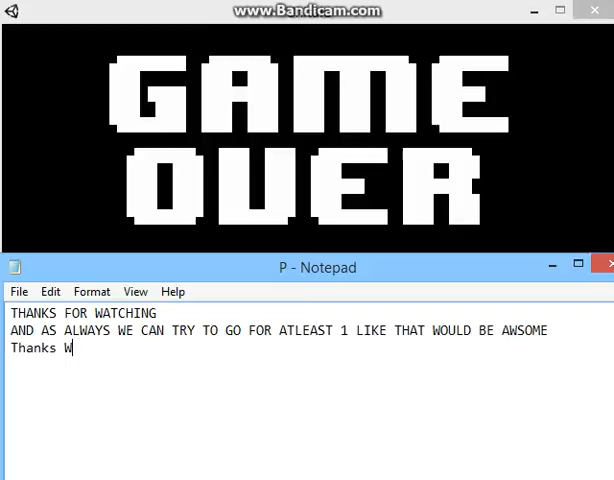 www.Bandicam.com
GAME
OVER
P - Notepad
File Edit Format View Help
THANKS FOR WATCHING
AND AS ALWAYS WE CAN TRY TO GO FOR ATLEAST 1 LIKE THAT WOULD BE AWSOME
Thanks W